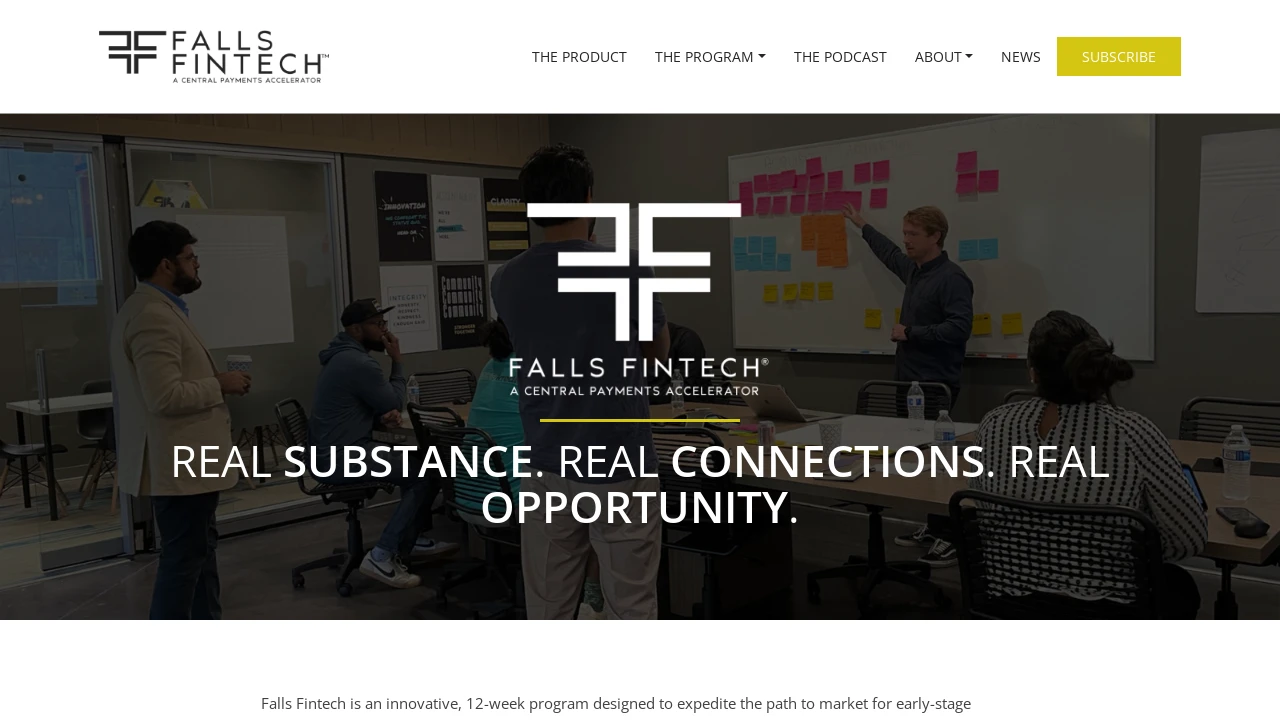 FALLS
FINTECH™
A CENTRAL PAYMENTS ACCELERATOR
THE PRODUCT
THE PROGRAM
THE PODCAST
ABOUT
NEWS
SUBSCRIBE
INNOVATION
CLARITY
INTEGRITY
Community
FALLS FINTECH®
A CENTRAL PAYMENTS ACCELERATOR
REAL SUBSTANCE. REAL CONNECTIONS. REAL
OPPORTUNITY.
Falls Fintech is an innovative, 12-week program designed to expedite the path to market for early-stage